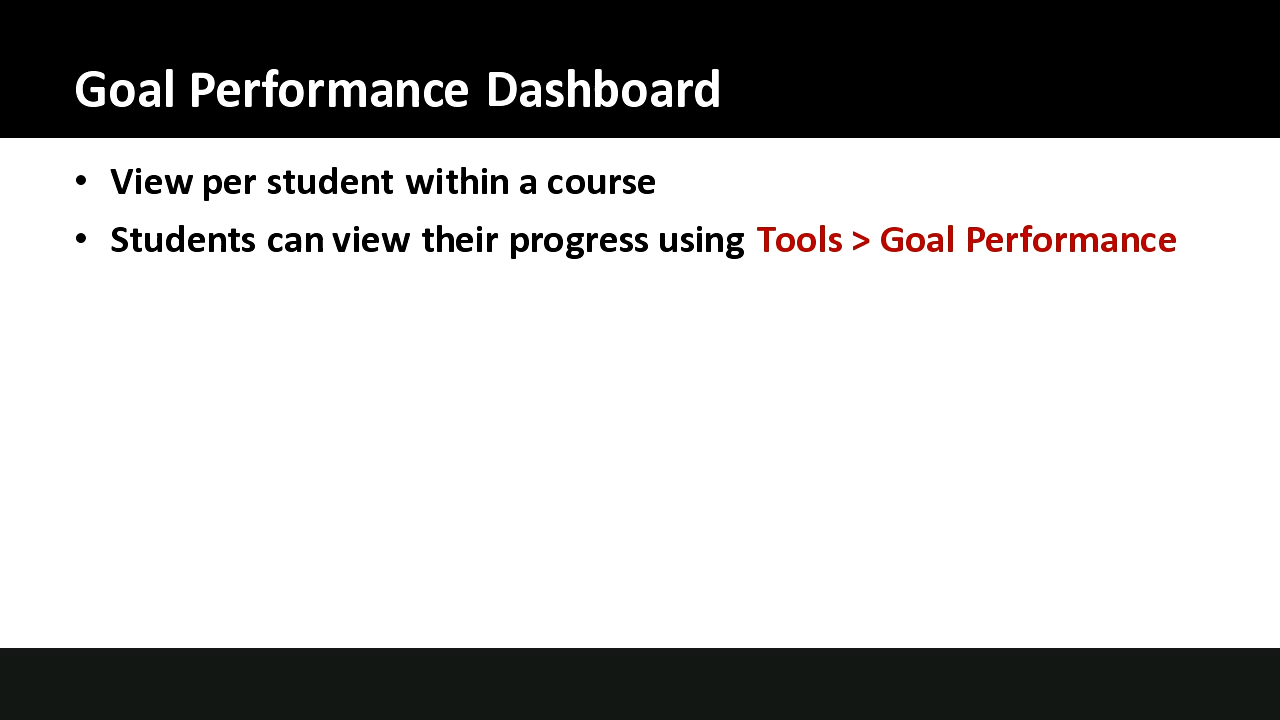 Goal Performance Dashboard
• View per student within a course
• Students can view their progress using Tools > Goal Performance